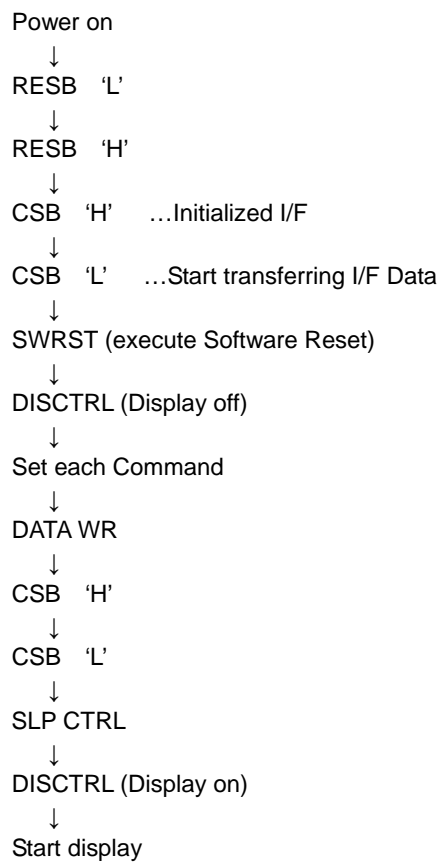 Power on
↓
RESB ‘L’
↓
RESB ‘H’
↓
CSB ‘H’ …Initialized I/F
↓
CSB ‘L’ …Start transferring I/F Data
↓
SWRST (execute Software Reset)
↓
DISCTRL (Display off)
↓
Set each Command
↓
DATA WR
↓
CSB ‘H’
↓
CSB ‘L’
↓
SLP CTRL
↓
DISCTRL (Display on)
↓
Start display